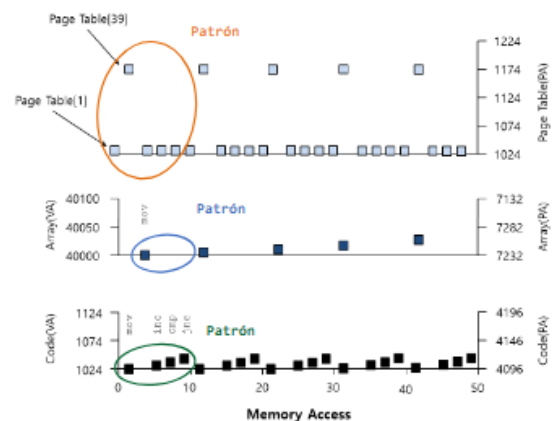 Page Table(39)
Patrón
Page Table(1)
1224
1174
1124
1074
1024
Page Table(PA)
40100
40050
40000
Array(VA)
mov
Patrón
7132
7282
7232
Array(PA)
1124
1074
1024
Code(VA)
mov
inc
cmp
jne
Patrón
4196
4146
4096
Code(PA)
0
10
20
30
40
50
Memory Access